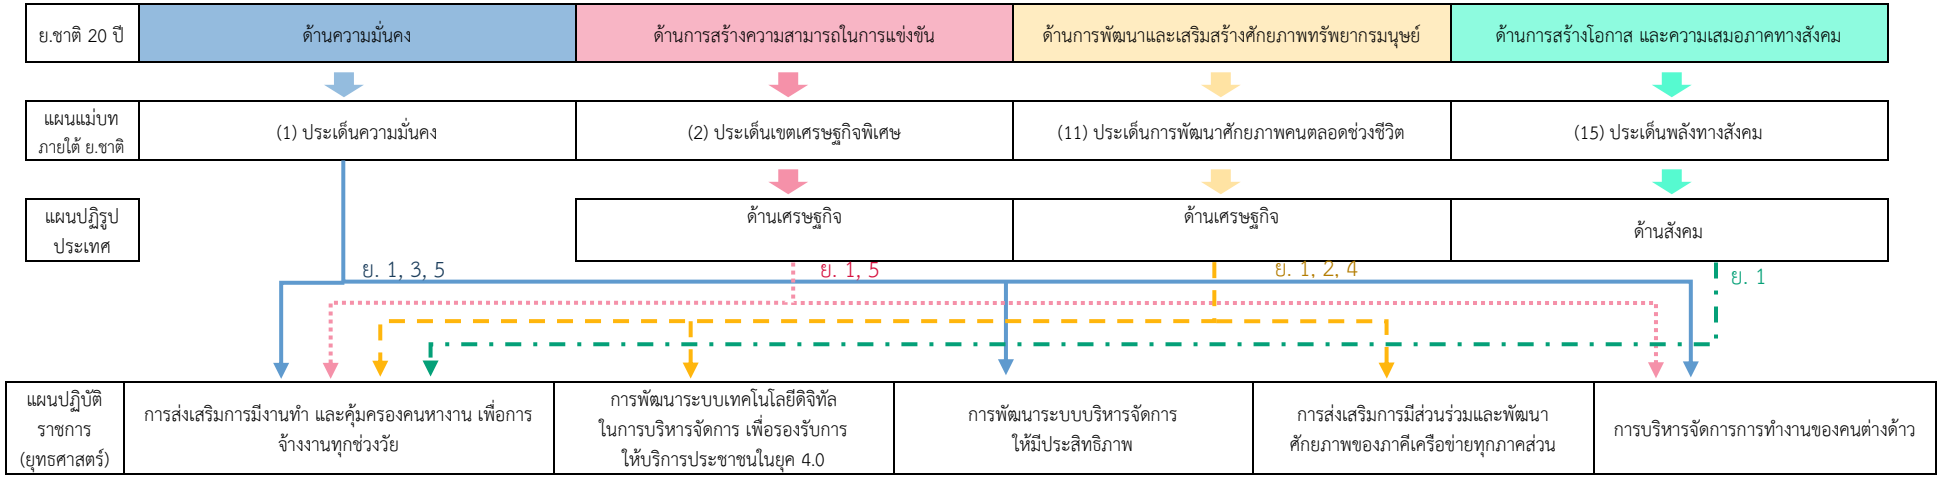 ย.ชาติ 20 ปี
ด้านความมั่นคง
ด้านการสร้างความสามารถในการแข่งขัน
ด้านการพัฒนาและเสริมสร้างศักยภาพทรัพยากรมนุษย์
ด้านการสร้างโอกาส และความเสมอภาคทางสังคม
แผนแม่บท
ภายใต้ ย.ชาติ
(1) ประเด็นความมั่นคง
(2) ประเด็นเขตเศรษฐกิจพิเศษ
(11) ประเด็นการพัฒนาศักยภาพคนตลอดช่วงชีวิต
(15) ประเด็นพลังทางสังคม
แผนปฏิรูป
ประเทศ
ด้านเศรษฐกิจ
ด้านเศรษฐกิจ
ด้านสังคม
ย. 1, 3, 5
ย. 1, 5
ย. 1, 2, 4
ย. 1
แผนปฏิบัติ
ราชการ
(ยุทธศาสตร์)
การส่งเสริมการมีงานทำ และคุ้มครองคนหางาน เพื่อการ
จ้างงานทุกช่วงวัย
การพัฒนาระบบเทคโนโลยีดิจิทัล
ในการบริหารจัดการ เพื่อรองรับการ
ให้บริการประชาชนในยุค 4.0
การพัฒนาระบบบริหารจัดการ
ให้มีประสิทธิภาพ
การส่งเสริมการมีส่วนร่วมและพัฒนา
ศักยภาพของภาคีเครือข่ายทุกภาคส่วน
การบริหารจัดการการทำงานของคนต่างด้าว